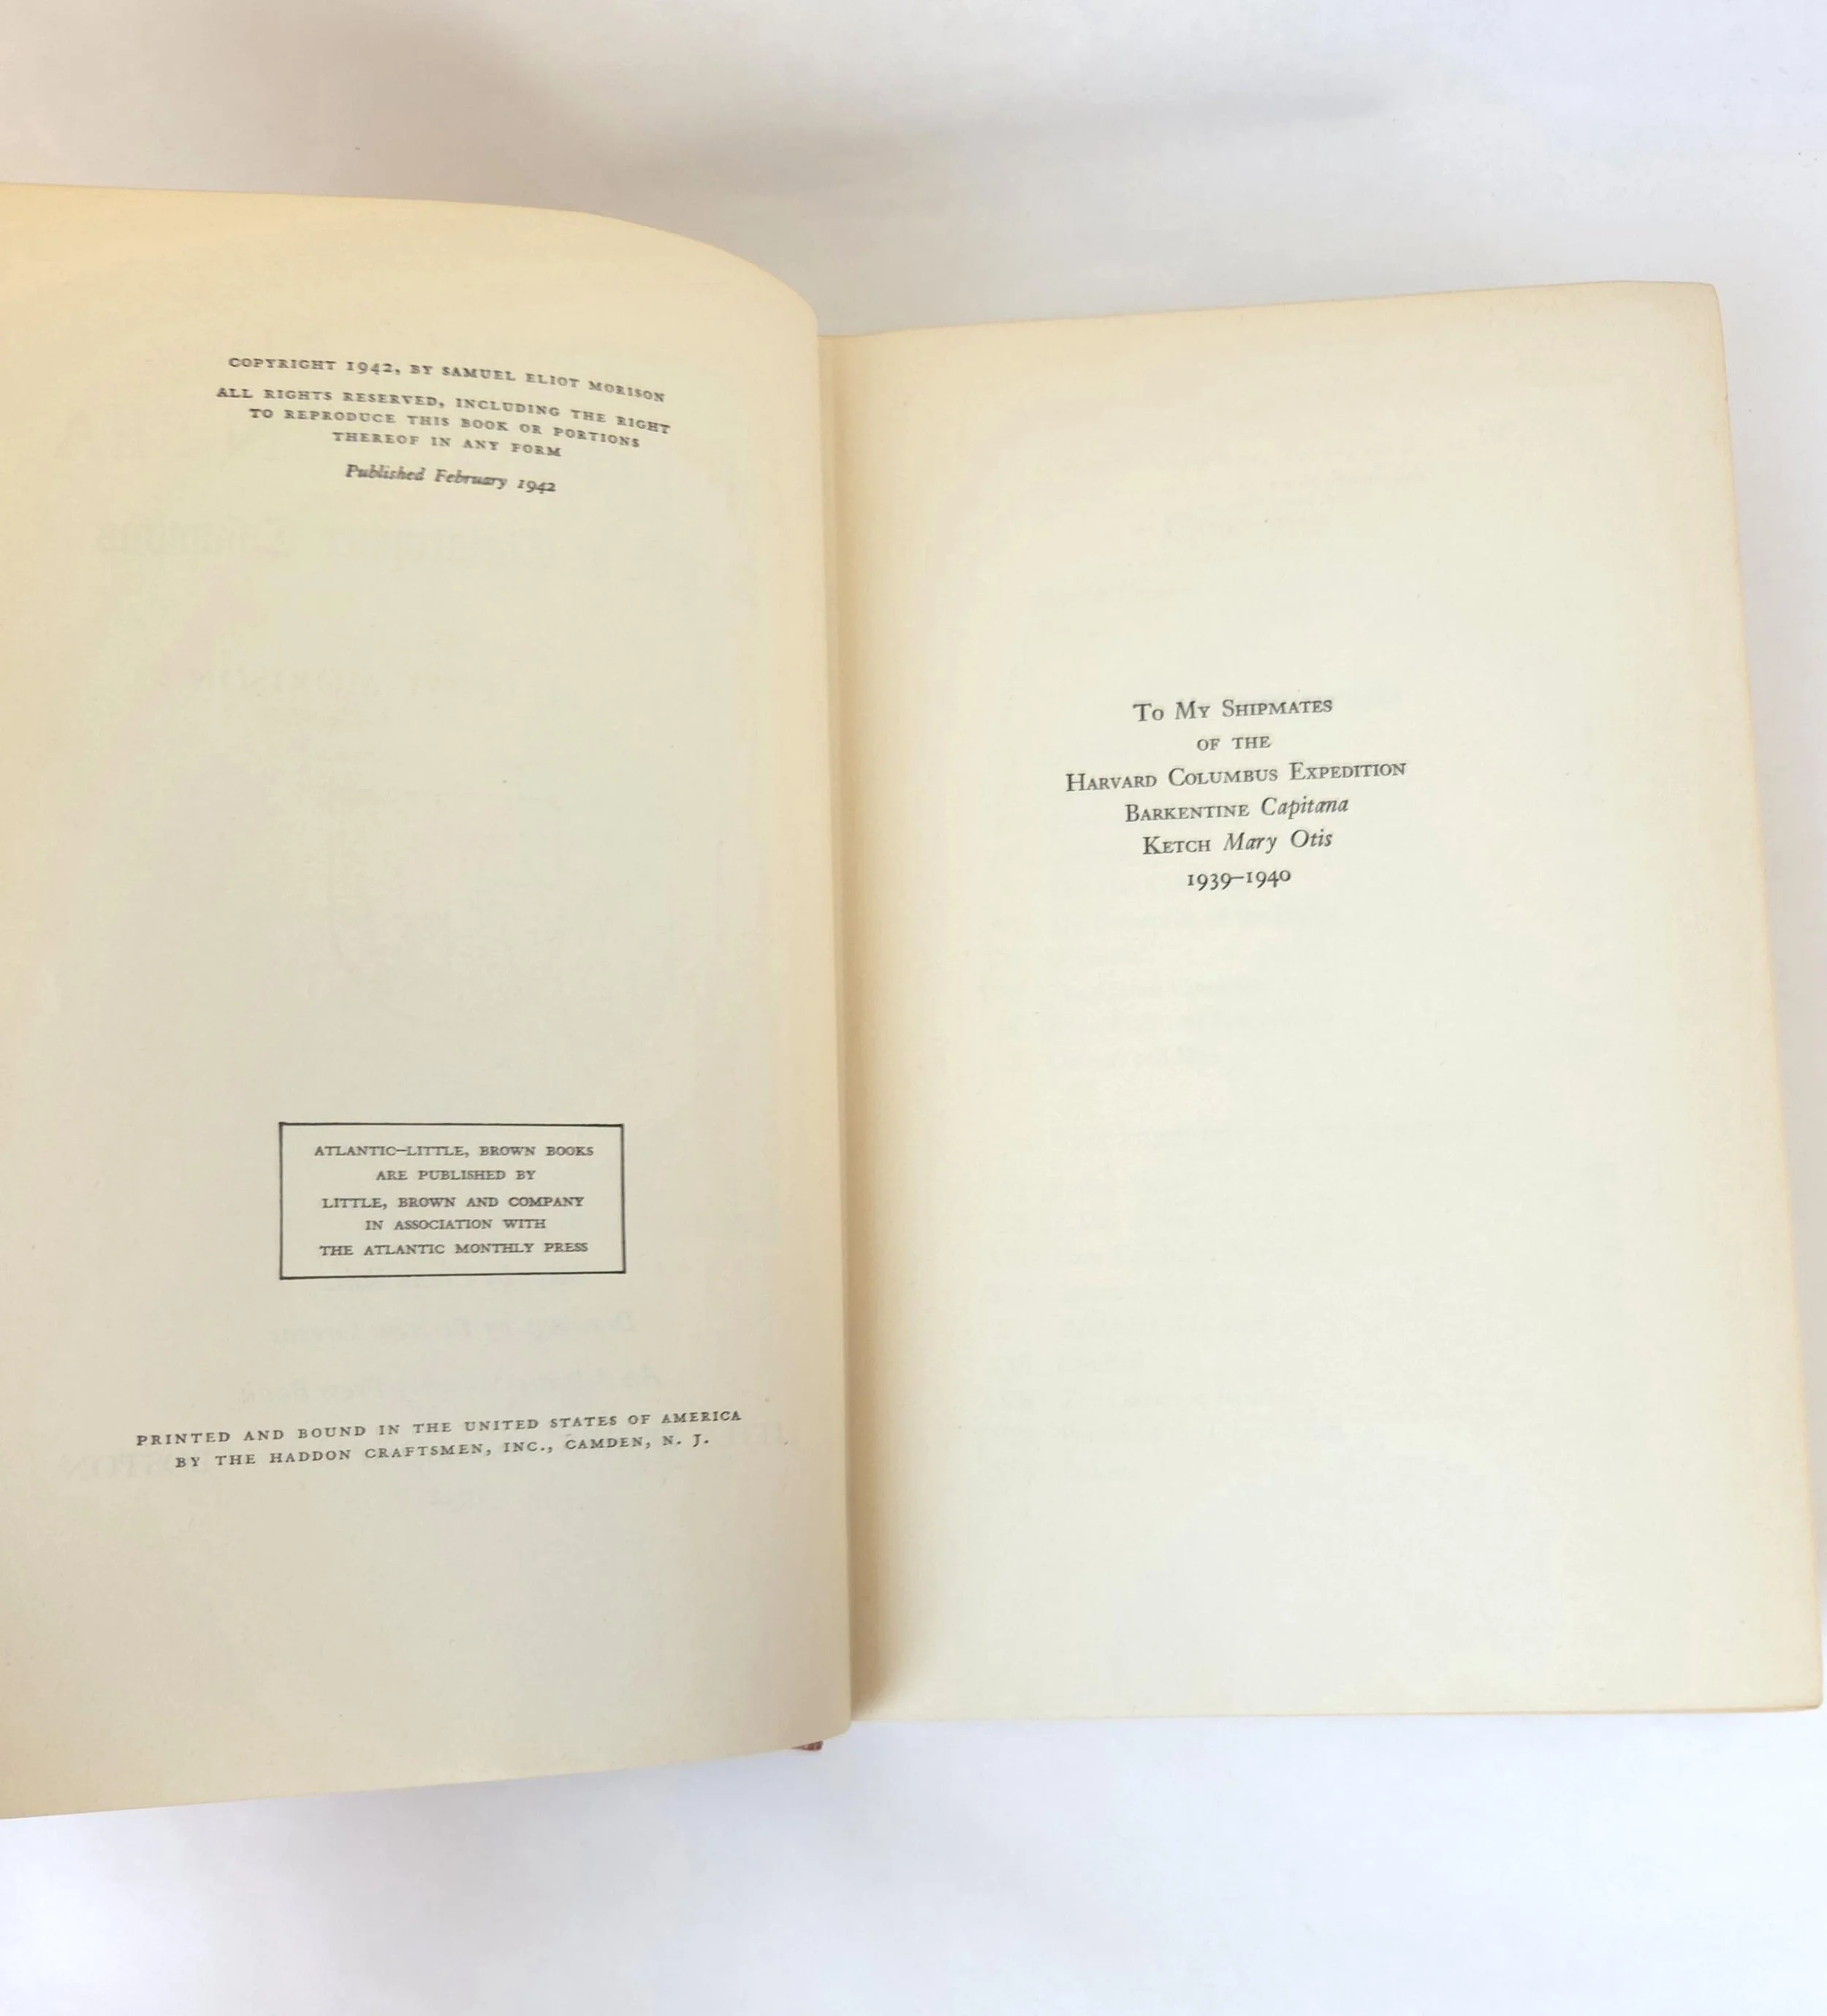 COPYRIGHT 1942, BY SAMUEL ELIOT MORISON
ALL RIGHTS RESERVED, INCLUDING THE RIGHT
TO REPRODUCE THIS BOOK OR PORTIONS
THEREOF IN ANY FORM
Published February 1942
ATLANTIC–LITTLE, BROWN BOOKS
ARE PUBLISHED BY
LITTLE, BROWN AND COMPANY
IN ASSOCIATION WITH
THE ATLANTIC MONTHLY PRESS
PRINTED AND BOUND IN THE UNITED STATES OF AMERICA
BY THE HADDON CRAFTSMEN, INC., CAMDEN, N. J.
TO MY SHIPMATES
OF THE
HARVARD COLUMBUS EXPEDITION
BARKENTINE Capitana
KETCH Mary Otis
1939–1940